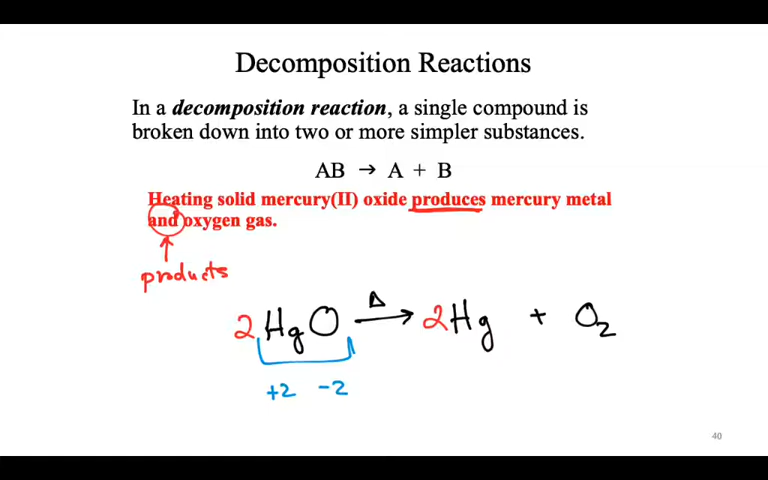 Decomposition Reactions
In a decomposition reaction, a single compound is
broken down into two or more simpler substances.
AB → A + B
Heating solid mercury(II) oxide produces mercury metal
and oxygen gas.
products
2HgO Δ→ 2Hg + O₂
+2 -2
40